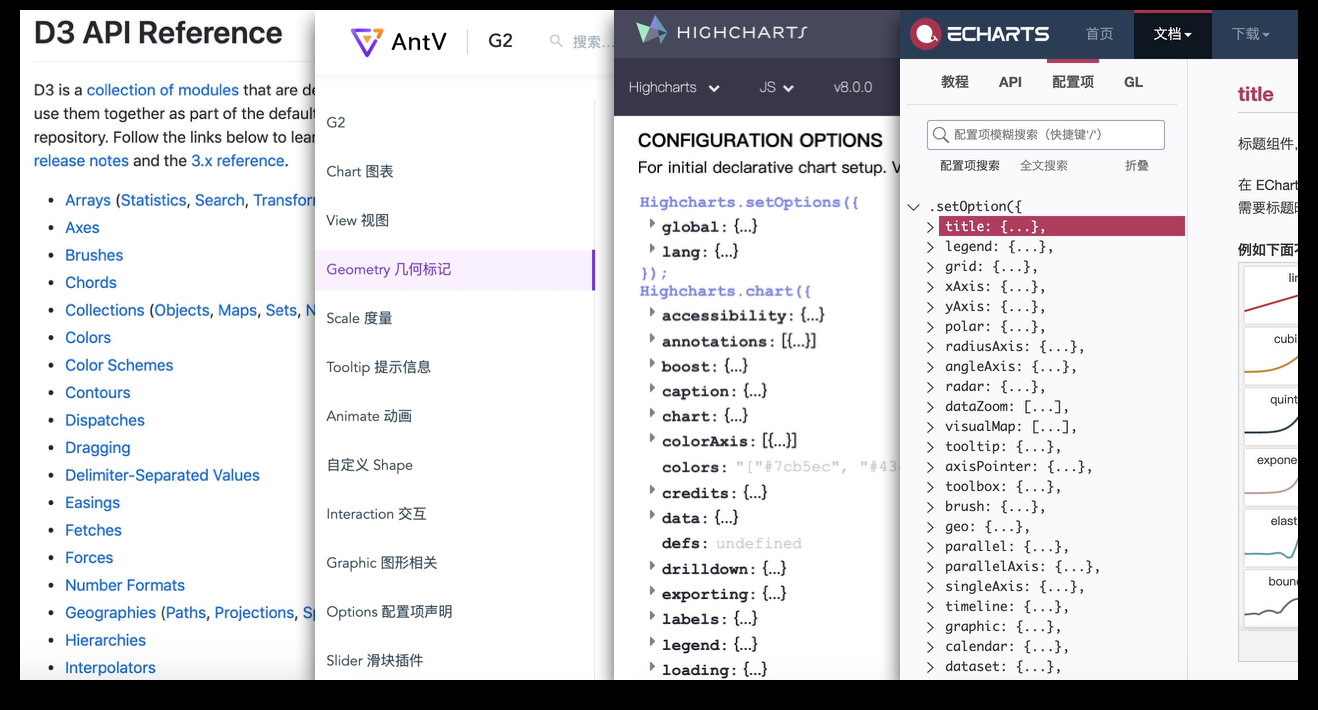 D3 API Reference
D3 is a collection of modules that are de
use them together as part of the default
repository. Follow the links below to lear
release notes and the 3.x reference.
• Arrays (Statistics, Search, Transfor
• Axes
• Brushes
• Chords
• Collections (Objects, Maps, Sets, N
• Colors
• Color Schemes
• Contours
• Dispatches
• Dragging
• Delimiter-Separated Values
• Easings
• Fetches
• Forces
• Number Formats
• Geographies (Paths, Projections, Sp
• Hierarchies
• Interpolators
AntV G2 搜索...
G2
Chart 图表
View 视图
Geometry 几何标记
Scale 度量
Tooltip 提示信息
Animate 动画
自定义 Shape
Interaction 交互
Graphic 图形相关
Options 配置项声明
Slider 滑块插件
HIGHCHARTS
Highcharts JS v8.0.0
CONFIGURATION OPTIONS
For initial declarative chart setup. V
Highcharts.setOptions({
global: {...}
lang: {...}
});
Highcharts.chart({
accessibility: {...}
annotations: [{...}]
boost: {...}
caption: {...}
chart: {...}
colorAxis: [{...}]
colors: "["#7cb5ec", "#434
credits: {...}
data: {...}
defs: undefined
drilldown: {...}
exporting: {...}
labels: {...}
legend: {...}
loading: {...}
ECHARTS 首页 文档 下载
教程 API 配置项 GL
配置项模糊搜索（快捷键'/'）
配置项搜索 全文搜索 折叠
.setOption({
title: {...},
legend: {...},
grid: {...},
xAxis: {...},
yAxis: {...},
polar: {...},
radiusAxis: {...},
angleAxis: {...},
radar: {...},
dataZoom: [...],
visualMap: [...],
tooltip: {...},
axisPointer: {...},
toolbox: {...},
brush: {...},
geo: {...},
parallel: {...},
parallelAxis: {...},
singleAxis: {...},
timeline: {...},
graphic: {...},
calendar: {...},
dataset: {...},
title
标题组件,
在 EChart
需要标题
例如下面不
lin
cubi
quint
expone
elast
boun